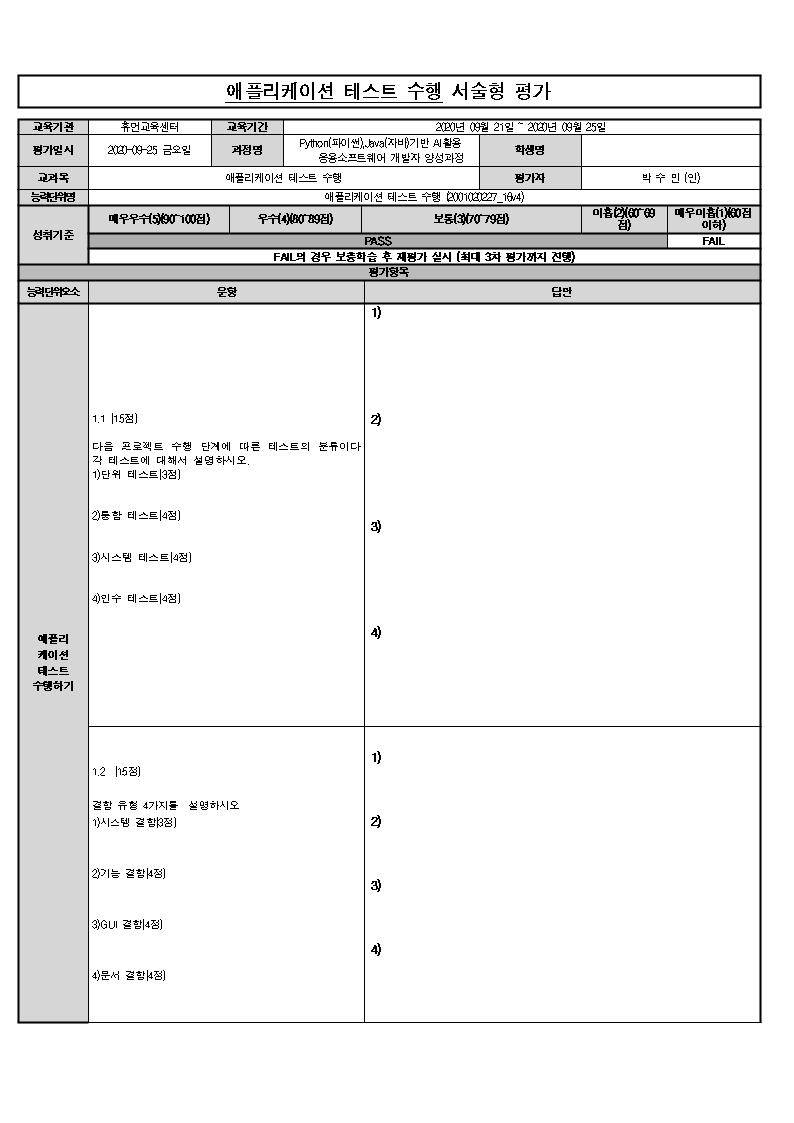 애플리케이션 테스트 수행 서술형 평가
교육기관 휴먼교육센터 교육기간 2020년 09월 21일 ~ 2020년 09월 25일
평가일시 2020-09-25 금요일 과정명 Python(파이썬),Java(자바)기반 AI활용
응용소프트웨어 개발자 양성과정 학생명
교과목 애플리케이션 테스트 수행 평가자 박 수 민 (인)
능력단위명 애플리케이션 테스트 수행 (2001020227_16v4)
성취기준 매우우수(5)(90~100점) 우수(4)(80~89점) 보통(3)(70~79점) 미흡(2)(60~69
점) 매우미흡(1)(60점
이하)
PASS FAIL
FAIL의 경우 보충학습 후 재평가 실시 (최대 3차 평가까지 진행)
평가항목
능력단위요소 문항 답안
애플리
케이션
테스트
수행하기
1.1 (15점)
다음 프로젝트 수행 단계에 따른 테스트의 분류이다
각 테스트에 대해서 설명하시오.
1)단위 테스트(3점)
2)통합 테스트(4점)
3)시스템 테스트(4점)
4)인수 테스트(4점)
1)
2)
3)
4)
1.2 (15점)
결함 유형 4가지를 설명하시오
1)시스템 결함(3점)
2)기능 결함(4점)
3)GUI 결함(4점)
4)문서 결함(4점)
1)
2)
3)
4)